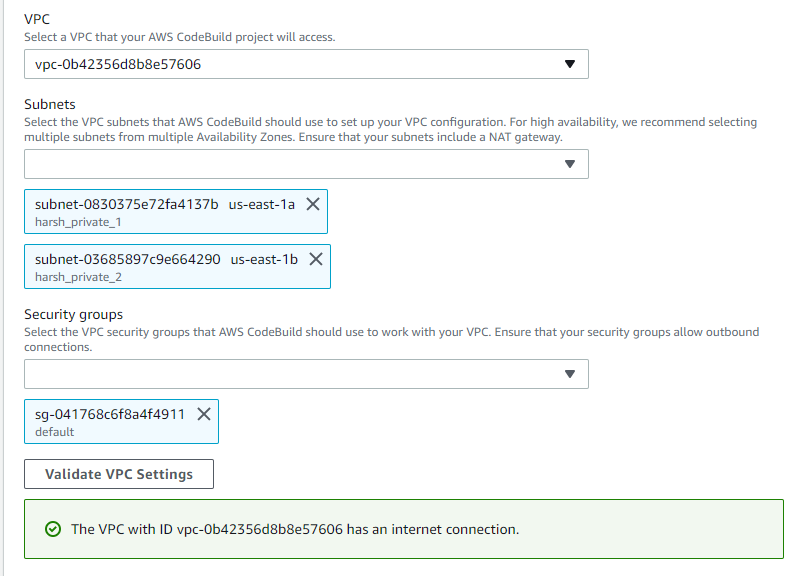 VPC
Select a VPC that your AWS CodeBuild project will access.
vpc-0b42356d8b8e57606
Subnets
Select the VPC subnets that AWS CodeBuild should use to set up your VPC configuration. For high availability, we recommend selecting
multiple subnets from multiple Availability Zones. Ensure that your subnets include a NAT gateway.
subnet-0830375e72fa4137b us-east-1a
harsh_private_1
subnet-03685897c9e664290 us-east-1b
harsh_private_2
Security groups
Select the VPC security groups that AWS CodeBuild should use to work with your VPC. Ensure that your security groups allow outbound
connections.
sg-041768c6f8a4f4911
default
Validate VPC Settings
The VPC with ID vpc-0b42356d8b8e57606 has an internet connection.